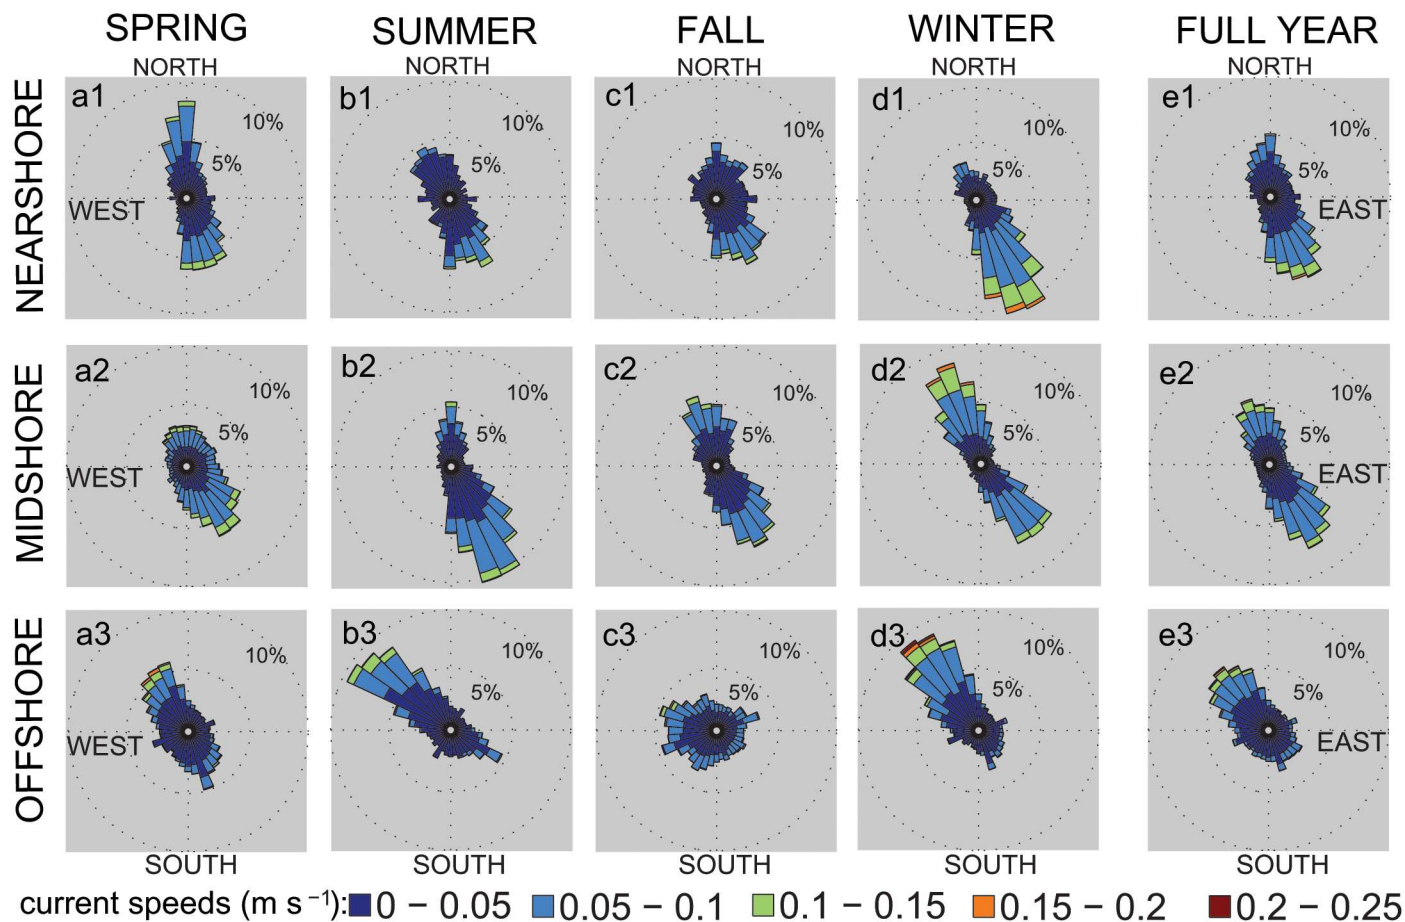 SPRING SUMMER FALL WINTER FULL YEAR
NORTH NORTH NORTH NORTH NORTH
NEARSHORE
a1 10% 5% WEST
b1 10% 5%
c1 10% 5%
d1 10% 5%
e1 10% 5% EAST
MIDSHORE
a2 10% 5% WEST
b2 10% 5%
c2 10% 5%
d2 10% 5%
e2 10% 5% EAST
OFFSHORE
a3 10% WEST
b3 10% 5%
c3 10% 5%
d3 10% 5%
e3 10% 5% EAST
SOUTH SOUTH SOUTH SOUTH SOUTH
current speeds (m s⁻¹): 0 – 0.05 0.05 – 0.1 0.1 – 0.15 0.15 – 0.2 0.2 – 0.25